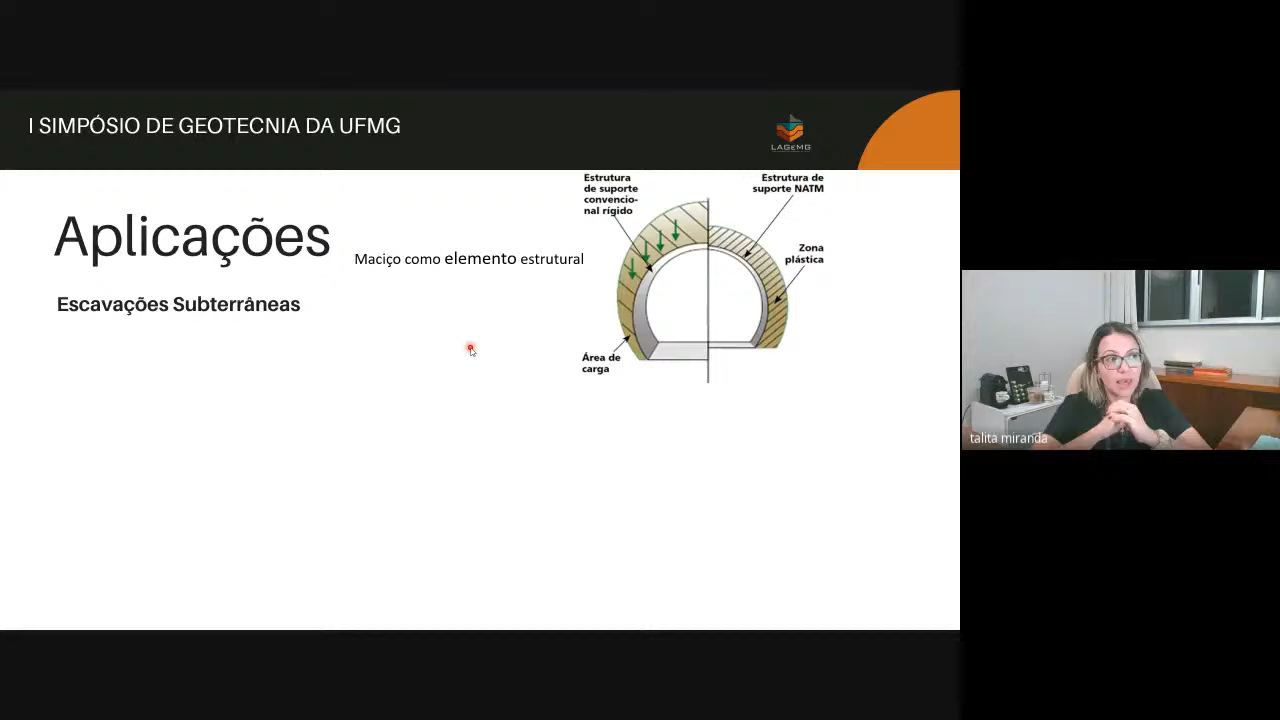 I SIMPÓSIO DE GEOTECNIA DA UFMG
LAGEMG
Aplicações
Escavações Subterrâneas
Maciço como elemento estrutural
Estrutura
de suporte
convencio-
nal rígido
Estrutura de
suporte NATM
Zona
plástica
Área de
carga
talita miranda